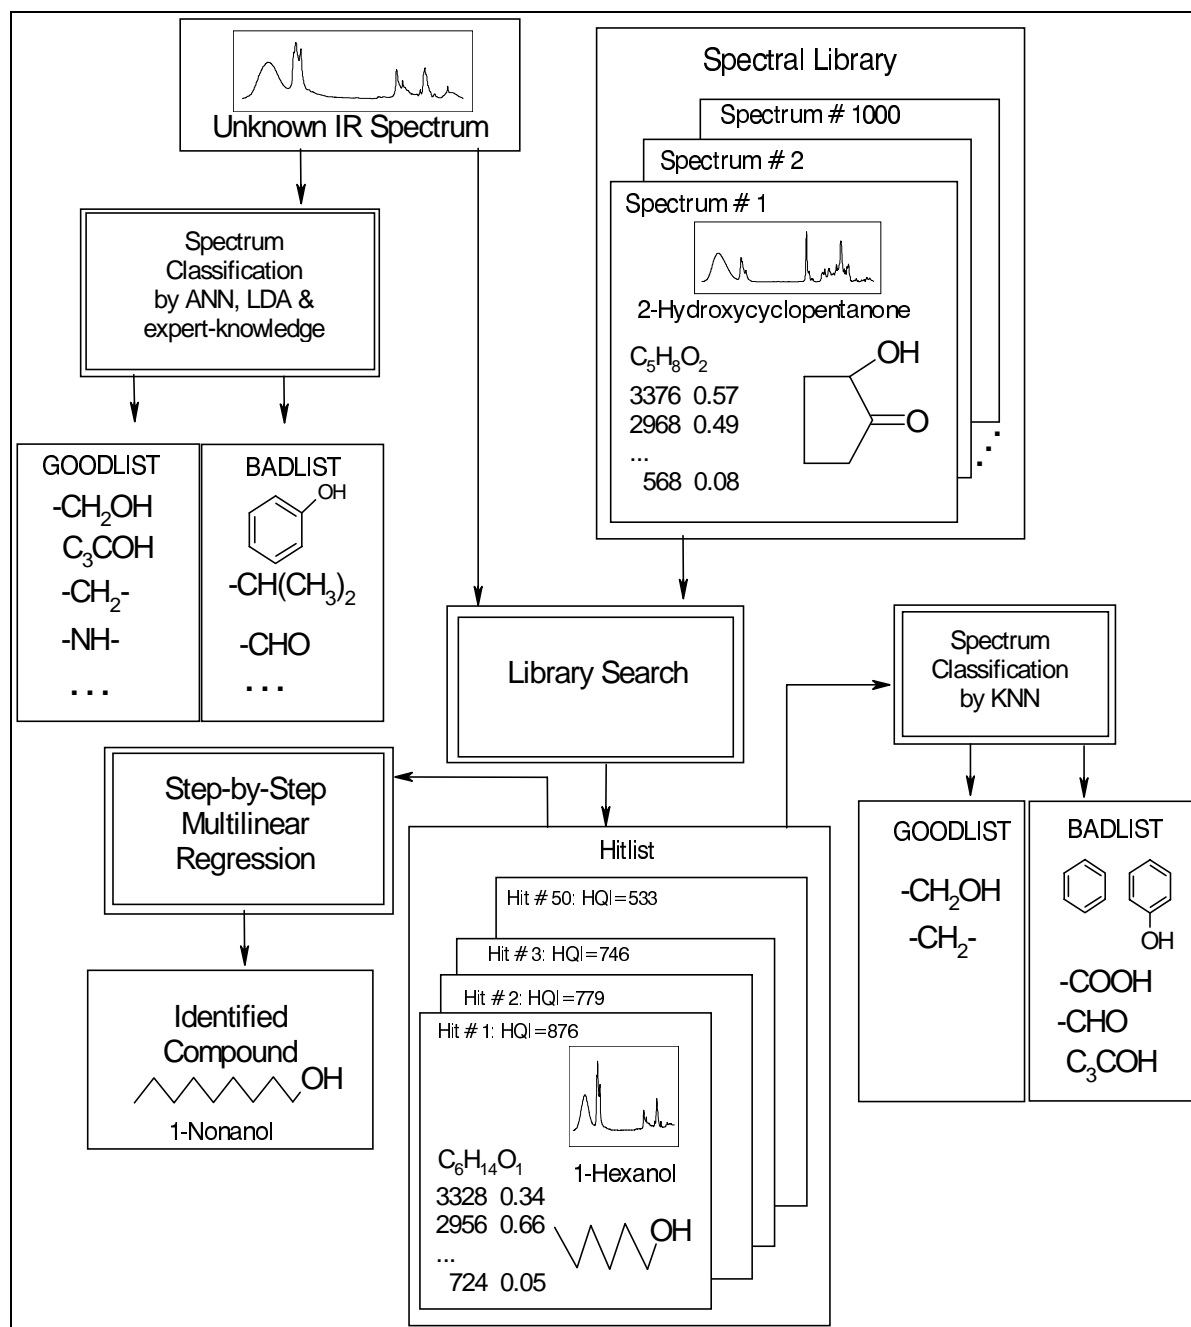 Unknown IR Spectrum
Spectral Library
Spectrum # 1000
Spectrum # 2
Spectrum # 1
2-Hydroxycyclopentanone
C5H8O2
3376 0.57
2968 0.49
...
568 0.08
OH
O
Spectrum
Classification
by ANN, LDA &
expert-knowledge
GOODLIST
-CH2OH
C3COH
-CH2-
-NH-
...
BADLIST
OH
-CH(CH3)2
-CHO
...
Library Search
Spectrum
Classification
by KNN
GOODLIST
-CH2OH
-CH2-
BADLIST
OH
-COOH
-CHO
C3COH
Step-by-Step
Multilinear
Regression
Identified
Compound
OH
1-Nonanol
Hitlist
Hit # 50: HQI=533
Hit # 3: HQI=746
Hit # 2: HQI=779
Hit # 1: HQI=876
1-Hexanol
C6H14O1
3328 0.34
2956 0.66
...
724 0.05
OH